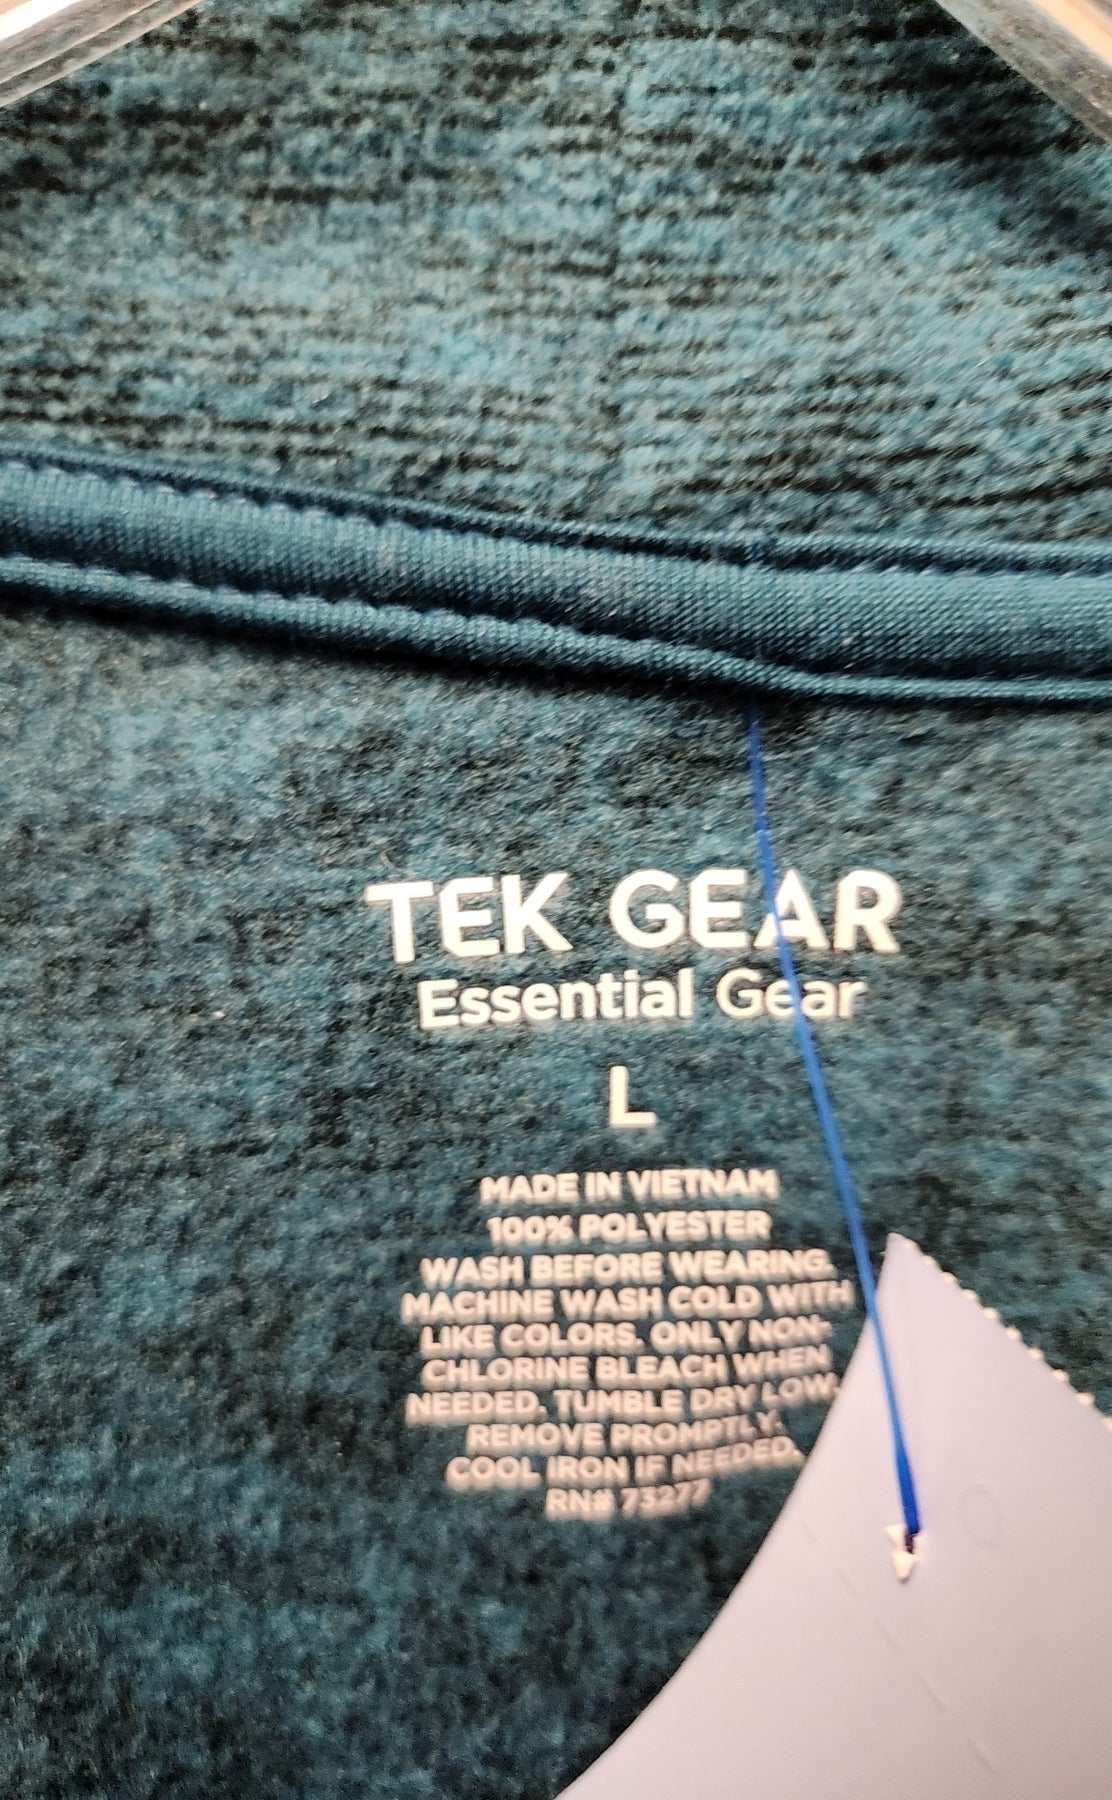 TEK GEAR
Essential Gear
L
MADE IN VIETNAM
100% POLYESTER
WASH BEFORE WEARING.
MACHINE WASH COLD WITH
LIKE COLORS. ONLY NON-
CHLORINE BLEACH WHEN
NEEDED. TUMBLE DRY LOW.
REMOVE PROMPTLY.
COOL IRON IF NEEDED.
RN# 73277